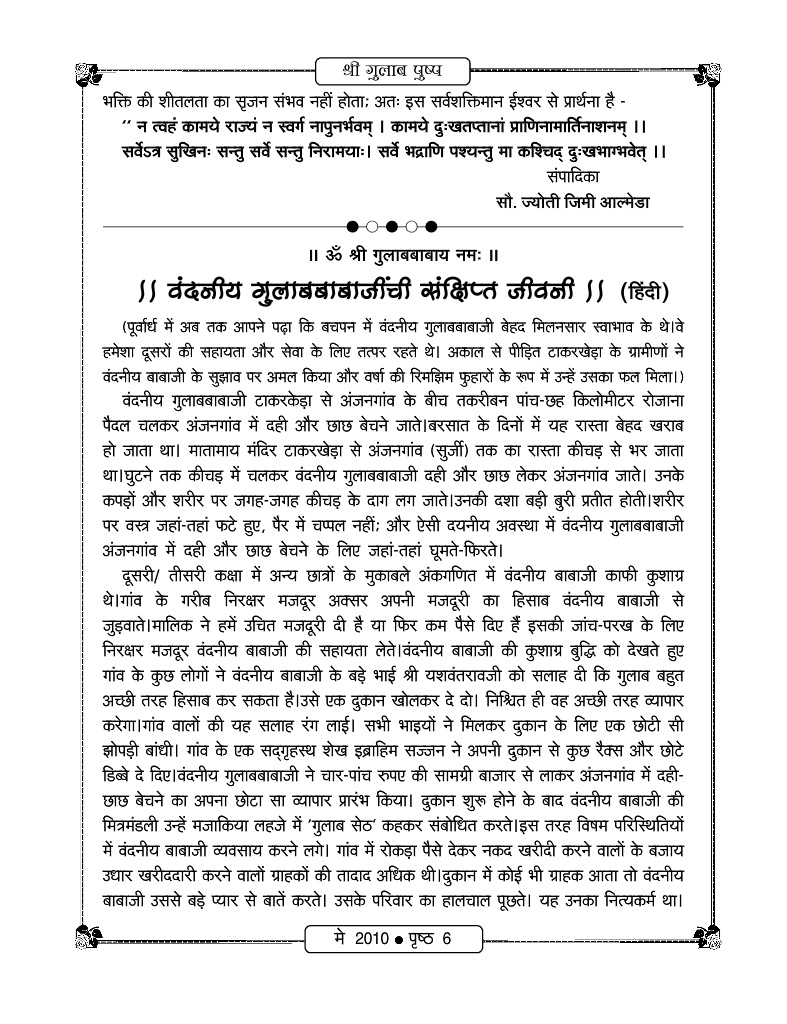 श्री गुलाब पुष्प
भक्ति की शीतलता का सृजन संभव नहीं होता; अतः इस सर्वशक्तिमान ईश्वर से प्रार्थना है -
‘‘ न त्वहं कामये राज्यं न स्वर्ग नापुनर्भवम् । कामये दुःखतप्तानां प्राणिनामार्तिनाशनम् ।।
सर्वेऽत्र सुखिनः सन्तु सर्वे सन्तु निरामयाः। सर्वे भद्राणि पश्यन्तु मा कश्चिद् दुःखभाग्भवेत् ।।
संपादिका
सौ. ज्योती जिमी आल्मेडा
।। ॐ श्री गुलाबबाबाय नमः ।।
।। वंदनीय गुलाबबाबाजींची संक्षिप्त जीवनी ।। (हिंदी)
(पूर्वार्ध में अब तक आपने पढ़ा कि बचपन में वंदनीय गुलाबबाबाजी बेहद मिलनसार स्वाभाव के थे।वे
हमेशा दूसरों की सहायता और सेवा के लिए तत्पर रहते थे। अकाल से पीड़ित टाकरखेड़ा के ग्रामीणों ने
वंदनीय बाबाजी के सुझाव पर अमल किया और वर्षा की रिमझिम फुहारों के रूप में उन्हें उसका फल मिला।)
वंदनीय गुलाबबाबाजी टाकरकेड़ा से अंजनगांव के बीच तकरीबन पांच-छह किलोमीटर रोजाना
पैदल चलकर अंजनगांव में दही और छाछ बेचने जाते।बरसात के दिनों में यह रास्ता बेहद खराब
हो जाता था। मातामाय मंदिर टाकरखेड़ा से अंजनगांव (सुर्जी) तक का रास्ता कीचड़ से भर जाता
था।घुटने तक कीचड़ में चलकर वंदनीय गुलाबबाबाजी दही और छाछ लेकर अंजनगांव जाते। उनके
कपड़ों और शरीर पर जगह-जगह कीचड़ के दाग लग जाते।उनकी दशा बड़ी बुरी प्रतीत होती।शरीर
पर वस्त्र जहां-तहां फटे हुए, पैर में चप्पल नहीं; और ऐसी दयनीय अवस्था में वंदनीय गुलाबबाबाजी
अंजनगांव में दही और छाछ बेचने के लिए जहां-तहां घूमते-फिरते।
दूसरी/ तीसरी कक्षा में अन्य छात्रों के मुकाबले अंकगणित में वंदनीय बाबाजी काफी कुशाग्र
थे।गांव के गरीब निरक्षर मजदूर अक्सर अपनी मजदूरी का हिसाब वंदनीय बाबाजी से
जुड़वाते।मालिक ने हमें उचित मजदूरी दी है या फिर कम पैसे दिए हैं इसकी जांच-परख के लिए
निरक्षर मजदूर वंदनीय बाबाजी की सहायता लेते।वंदनीय बाबाजी की कुशाग्र बुद्धि को देखते हुए
गांव के कुछ लोगों ने वंदनीय बाबाजी के बड़े भाई श्री यशवंतरावजी को सलाह दी कि गुलाब बहुत
अच्छी तरह हिसाब कर सकता है।उसे एक दुकान खोलकर दे दो। निश्चित ही वह अच्छी तरह व्यापार
करेगा।गांव वालों की यह सलाह रंग लाई। सभी भाइयों ने मिलकर दुकान के लिए एक छोटी सी
झोपड़ी बांधी। गांव के एक सद्गृहस्थ शेख इब्राहिम सज्जन ने अपनी दुकान से कुछ रैक्स और छोटे
डिब्बे दे दिए।वंदनीय गुलाबबाबाजी ने चार-पांच रुपए की सामग्री बाजार से लाकर अंजनगांव में दही-
छाछ बेचने का अपना छोटा सा व्यापार प्रारंभ किया। दुकान शुरू होने के बाद वंदनीय बाबाजी की
मित्रमंडली उन्हें मजाकिया लहजे में ‘गुलाब सेठ’ कहकर संबोधित करते।इस तरह विषम परिस्थितियों
में वंदनीय बाबाजी व्यवसाय करने लगे। गांव में रोकड़ा पैसे देकर नकद खरीदी करने वालों के बजाय
उधार खरीददारी करने वालों ग्राहकों की तादाद अधिक थी।दुकान में कोई भी ग्राहक आता तो वंदनीय
बाबाजी उससे बड़े प्यार से बातें करते। उसके परिवार का हालचाल पूछते। यह उनका नित्यकर्म था।
मे 2010 ● पृष्ठ 6